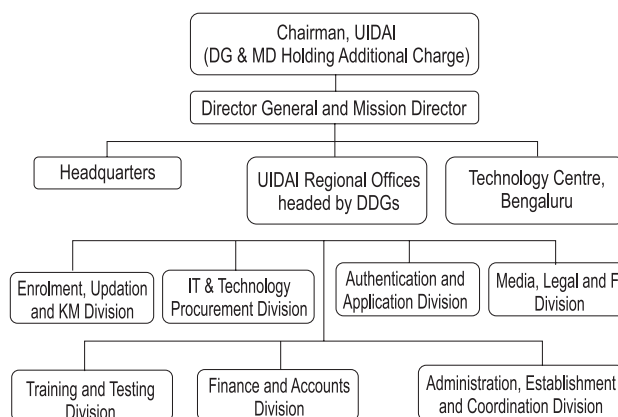 Chairman, UIDAI
(DG & MD Holding Additional Charge)
Director General and Mission Director
Headquarters
UIDAI Regional Offices
headed by DDGs
Technology Centre,
Bengaluru
Enrolment, Updation
and KM Division
IT & Technology
Procurement Division
Authentication and
Application Division
Media, Legal and F
Division
Training and Testing
Division
Finance and Accounts
Division
Administration, Establishment
and Coordination Division